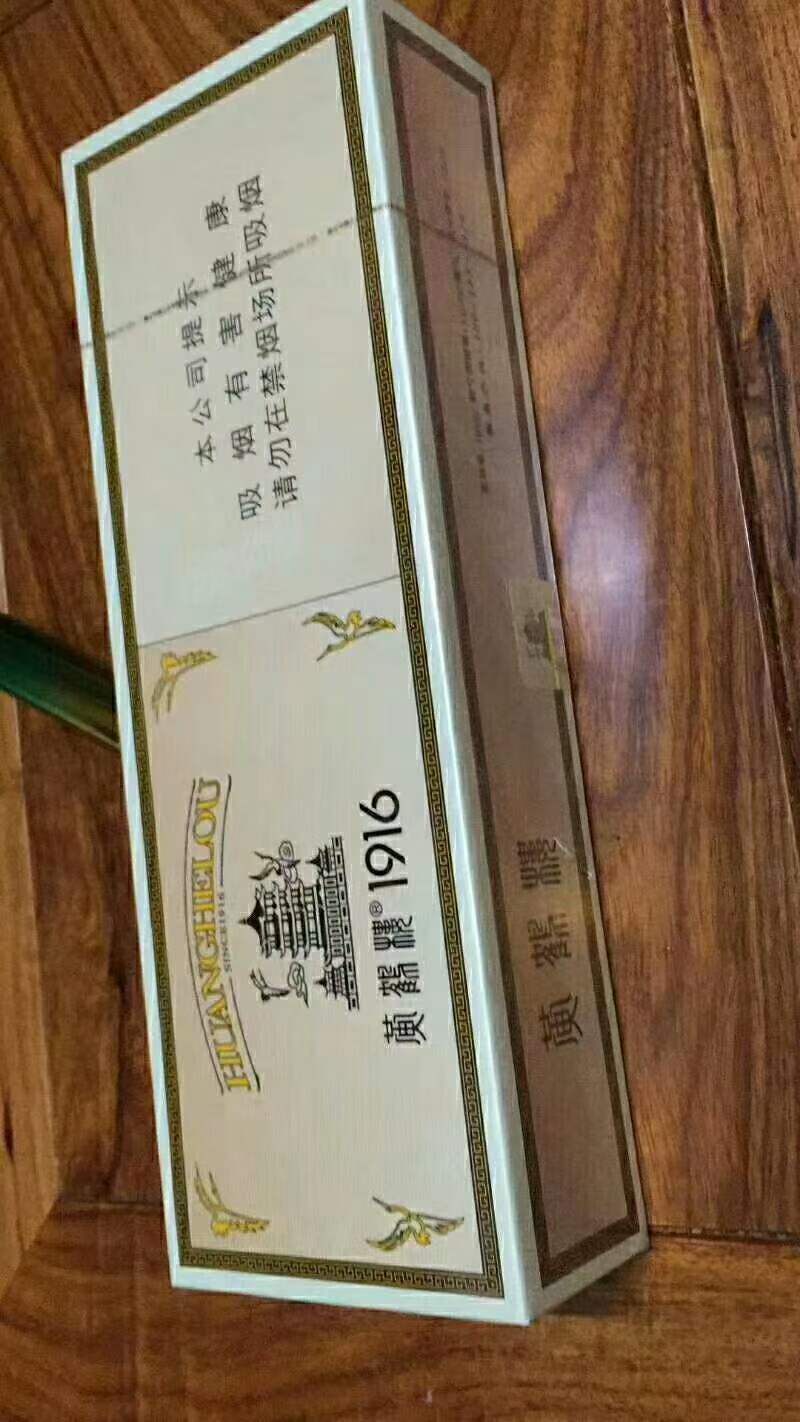 本公司提示
吸烟有害健康
请勿在禁烟场所吸烟
HUANGHELOU
SINCE1916
黄鹤楼®1916
黄鹤楼